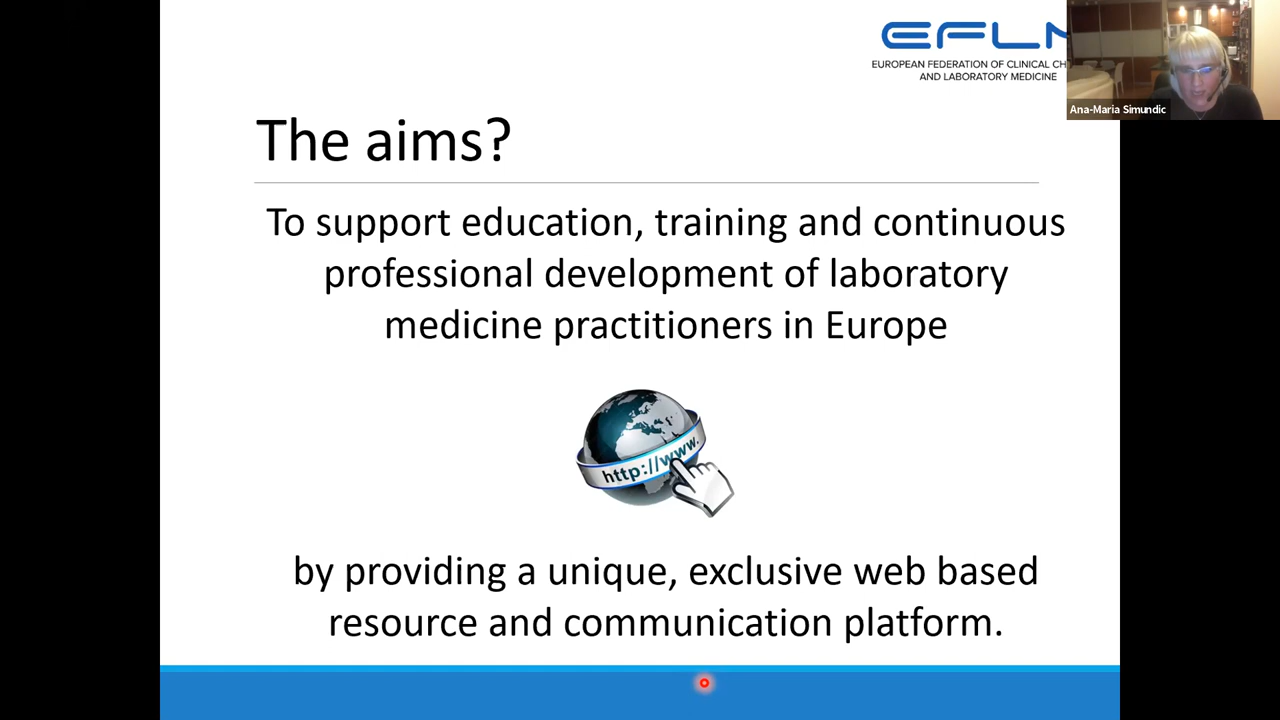 EFLM
EUROPEAN FEDERATION OF CLINICAL CH
AND LABORATORY MEDICINE
Ana-Maria Simundic
The aims?
To support education, training and continuous
professional development of laboratory
medicine practitioners in Europe
http://www.
by providing a unique, exclusive web based
resource and communication platform.